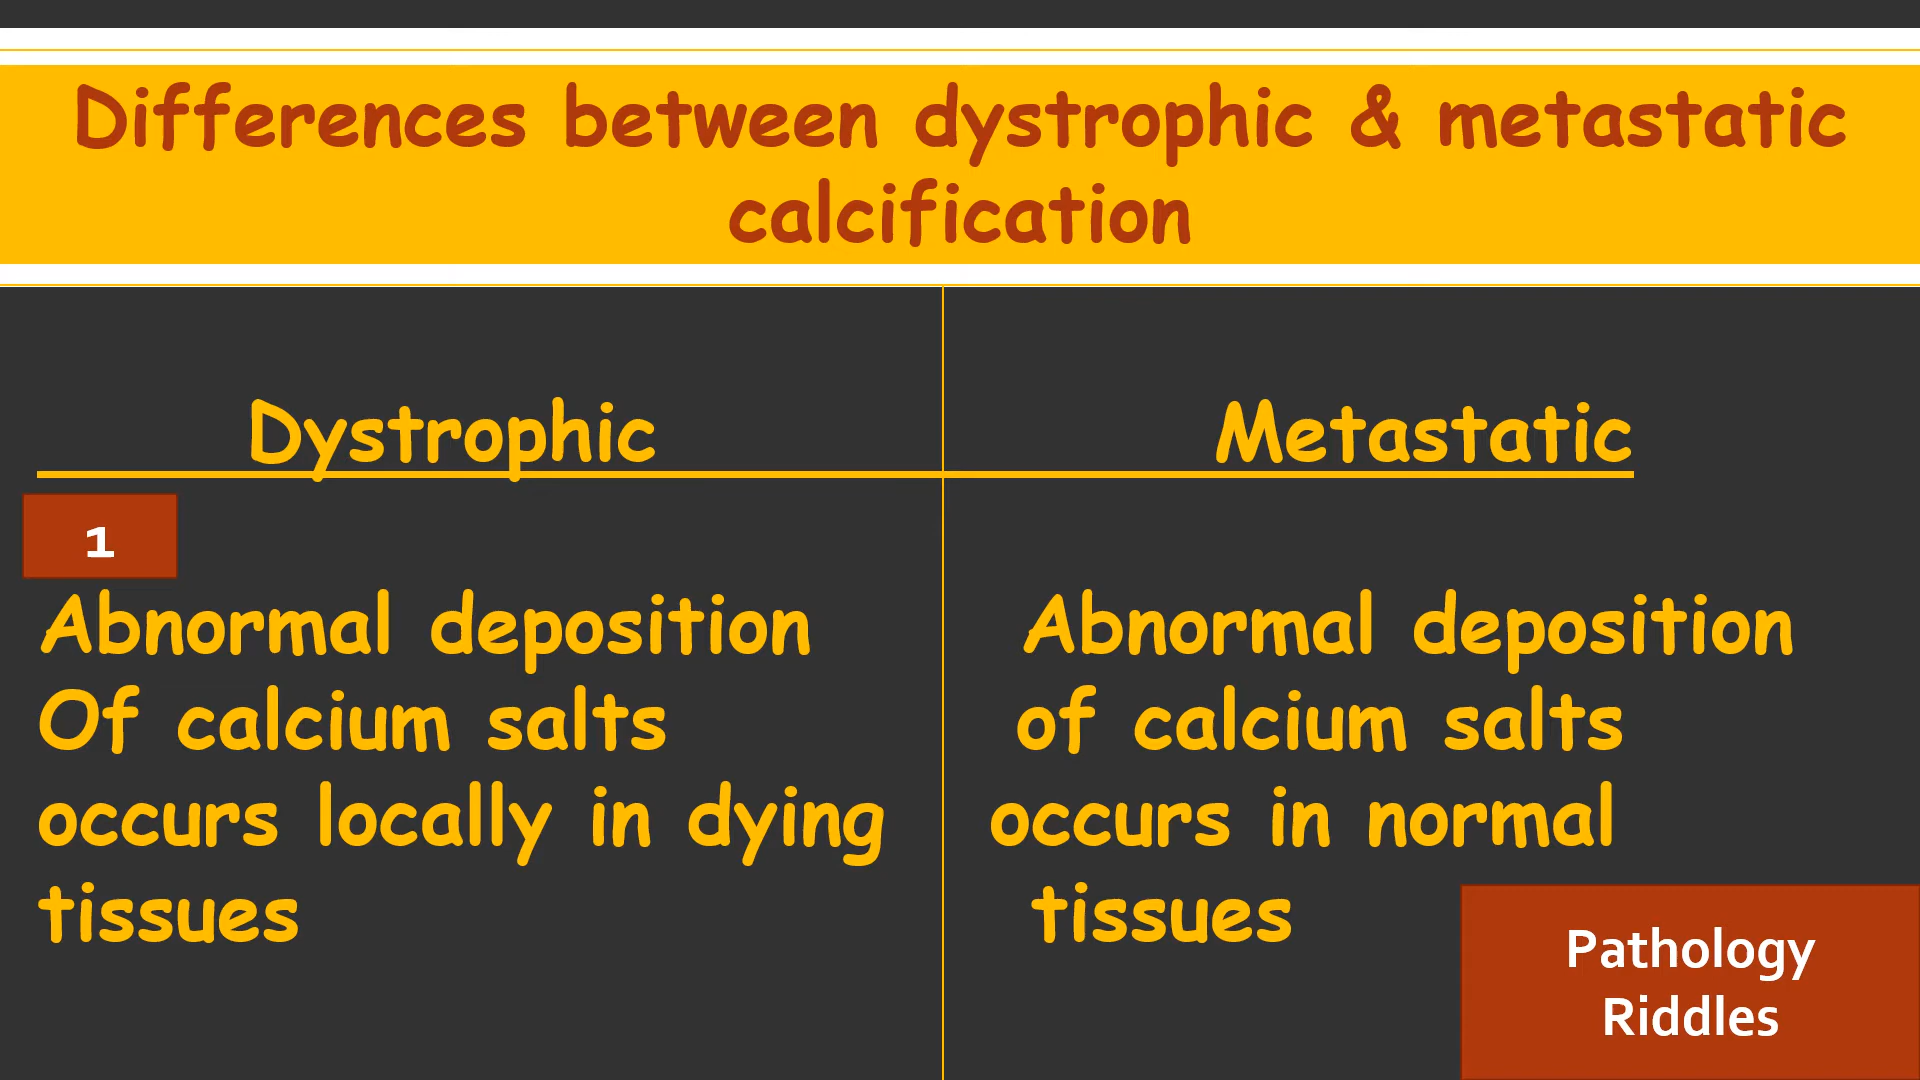 Differences between dystrophic & metastatic
calcification
Dystrophic
Metastatic
1
Abnormal deposition
Of calcium salts
occurs locally in dying
tissues
Abnormal deposition
of calcium salts
occurs in normal
tissues
Pathology
Riddles